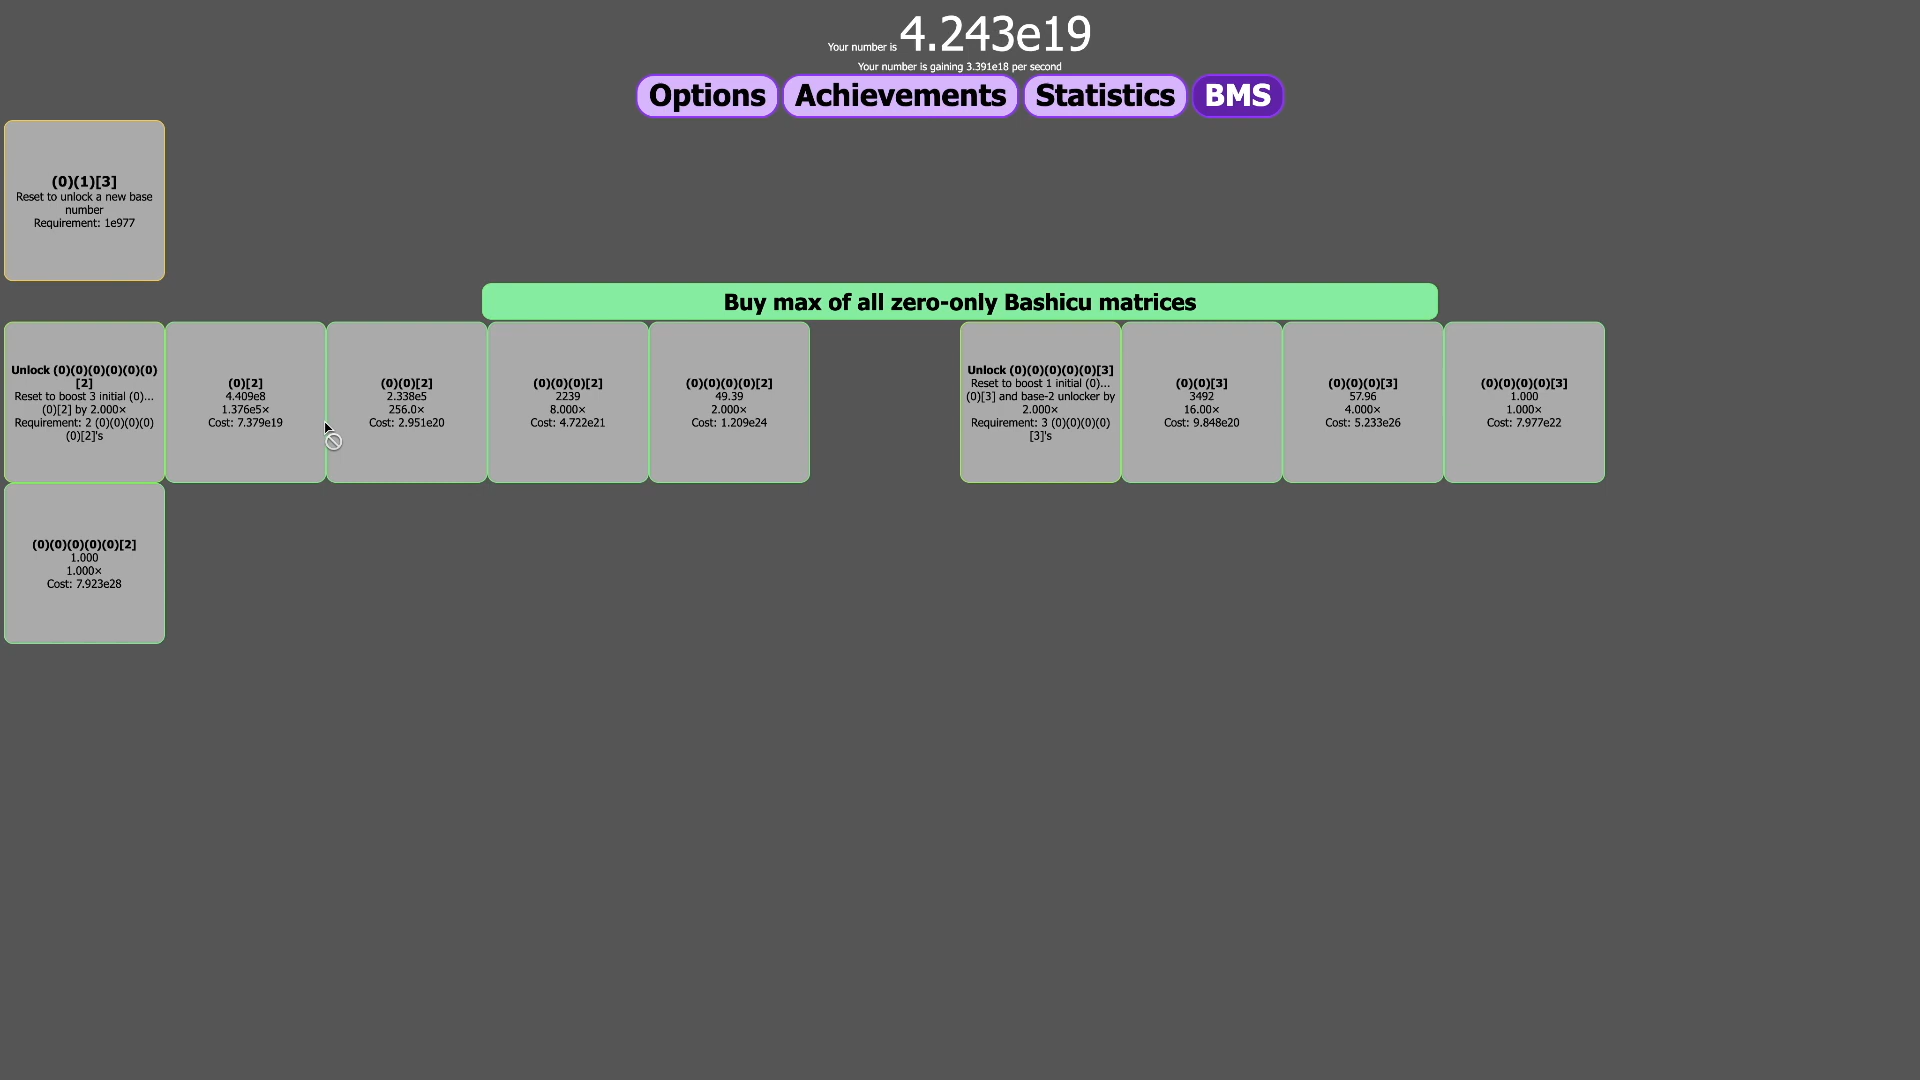 Your number is 4.243e19
Your number is gaining 3.391e18 per second
Options Achievements Statistics BMS
(0)(1)[3]
Reset to unlock a new base
number
Requirement: 1e977
Buy max of all zero-only Bashicu matrices
Unlock (0)(0)(0)(0)(0)(0)(0)
[2]
Reset to boost 3 initial (0)...
(0)[2] by 2.000×
Requirement: 2 (0)(0)(0)(0)
(0)[2]'s
(0)[2]
4.409e8
1.376e5×
Cost: 7.379e19
(0)(0)[2]
2.338e5
256.0×
Cost: 2.951e20
(0)(0)(0)[2]
2239
8.000×
Cost: 4.722e21
(0)(0)(0)(0)[2]
49.39
2.000×
Cost: 1.209e24
Unlock (0)(0)(0)(0)(0)[3]
Reset to boost 1 initial (0)...
(0)[3] and base-2 unlocker by
2.000×
Requirement: 3 (0)(0)(0)(0)
[3]'s
(0)(0)[3]
3492
16.00×
Cost: 9.848e20
(0)(0)(0)[3]
57.96
4.000×
Cost: 5.233e26
(0)(0)(0)(0)[3]
1.000
1.000×
Cost: 7.977e22
(0)(0)(0)(0)(0)[2]
1.000
1.000×
Cost: 7.923e28